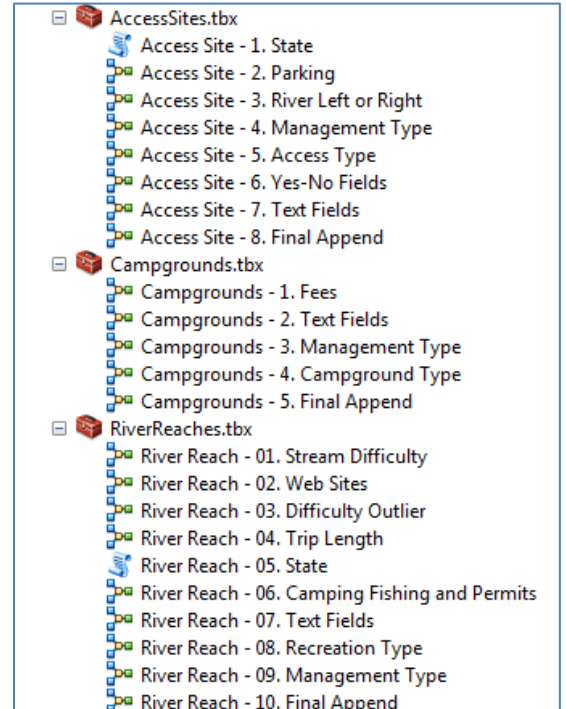 AccessSites.tbx
Access Site - 1. State
Access Site - 2. Parking
Access Site - 3. River Left or Right
Access Site - 4. Management Type
Access Site - 5. Access Type
Access Site - 6. Yes-No Fields
Access Site - 7. Text Fields
Access Site - 8. Final Append
Campgrounds.tbx
Campgrounds - 1. Fees
Campgrounds - 2. Text Fields
Campgrounds - 3. Management Type
Campgrounds - 4. Campground Type
Campgrounds - 5. Final Append
RiverReaches.tbx
River Reach - 01. Stream Difficulty
River Reach - 02. Web Sites
River Reach - 03. Difficulty Outlier
River Reach - 04. Trip Length
River Reach - 05. State
River Reach - 06. Camping Fishing and Permits
River Reach - 07. Text Fields
River Reach - 08. Recreation Type
River Reach - 09. Management Type
River Reach - 10. Final Append